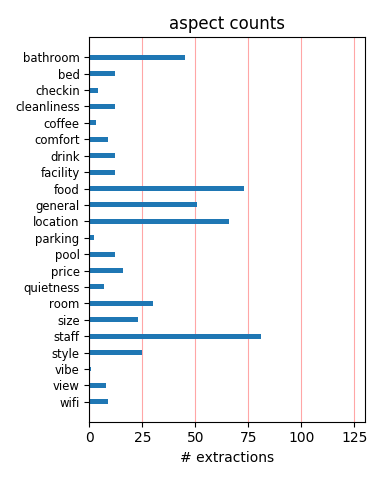 aspect counts
bathroom
bed
checkin
cleanliness
coffee
comfort
drink
facility
food
general
location
parking
pool
price
quietness
room
size
staff
style
vibe
view
wifi
0 25 50 75 100 125
# extractions